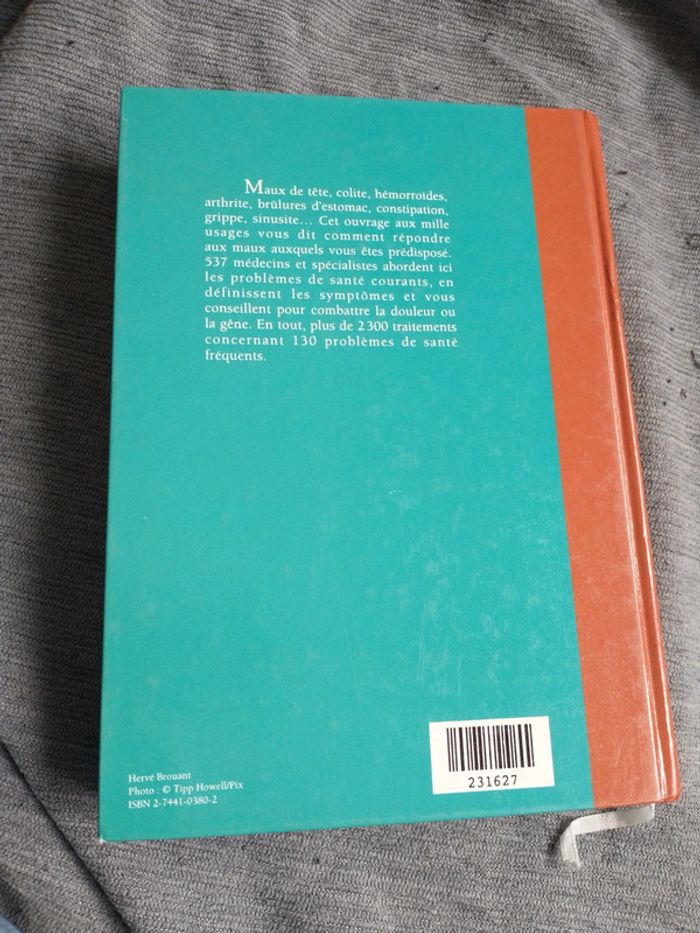 Maux de tête, colite, hémorroïdes,
arthrite, brûlures d'estomac, constipation,
grippe, sinusite... Cet ouvrage aux mille
usages vous dit comment répondre
aux maux auxquels vous êtes prédisposé.
537 médecins et spécialistes abordent ici
les problèmes de santé courants, en
définissent les symptômes et vous
conseillent pour combattre la douleur ou
la gêne. En tout, plus de 2 300 traitements
concernant 130 problèmes de santé
fréquents.
Hervé Brouant
Photo : © Tipp Howell/Pix
ISBN 2-7441-0380-2
231627